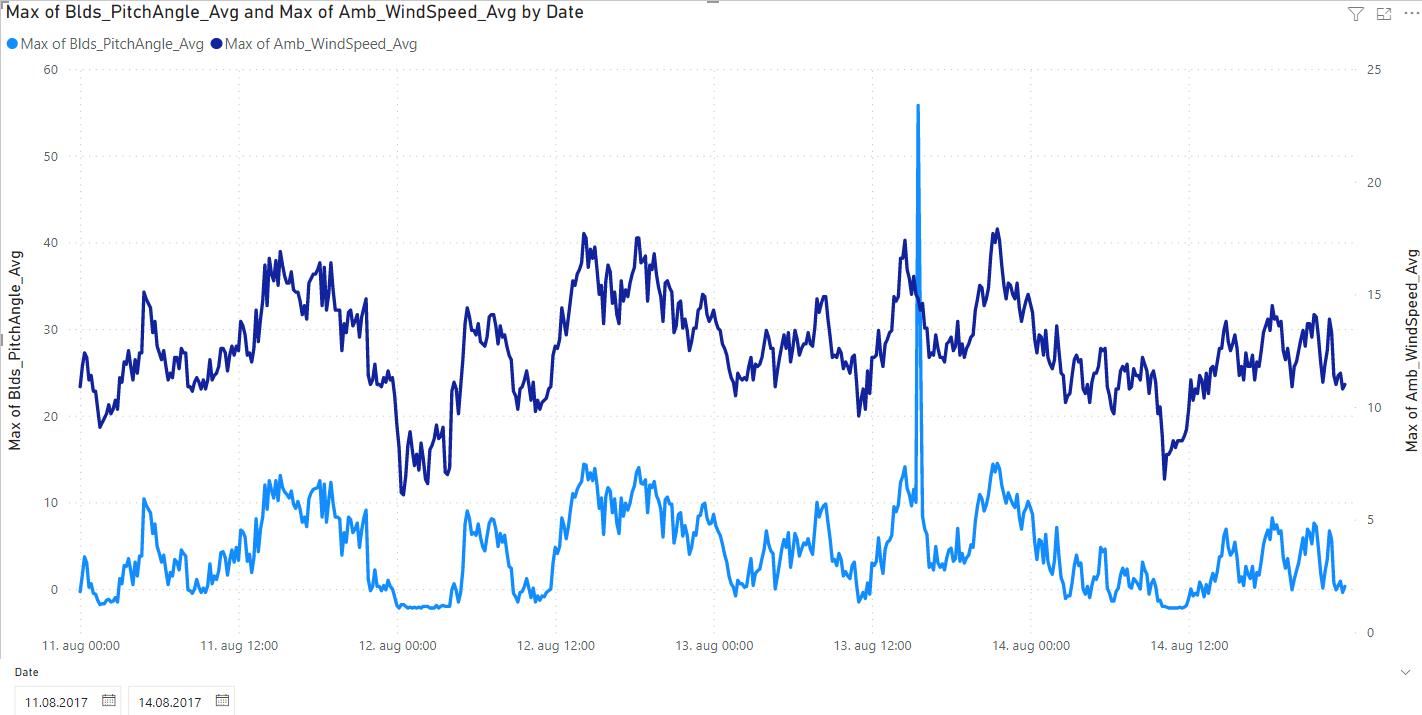 Max of Blds_PitchAngle_Avg and Max of Amb_WindSpeed_Avg by Date
Max of Blds_PitchAngle_Avg Max of Amb_WindSpeed_Avg
60
50
40
30
20
10
0
Max of Blds_PitchAngle_Avg
25
20
15
10
5
0
Max of Amb_WindSpeed_Avg
11. aug 00:00 11. aug 12:00 12. aug 00:00 12. aug 12:00 13. aug 00:00 13. aug 12:00 14. aug 00:00 14. aug 12:00
Date
11.08.2017 14.08.2017